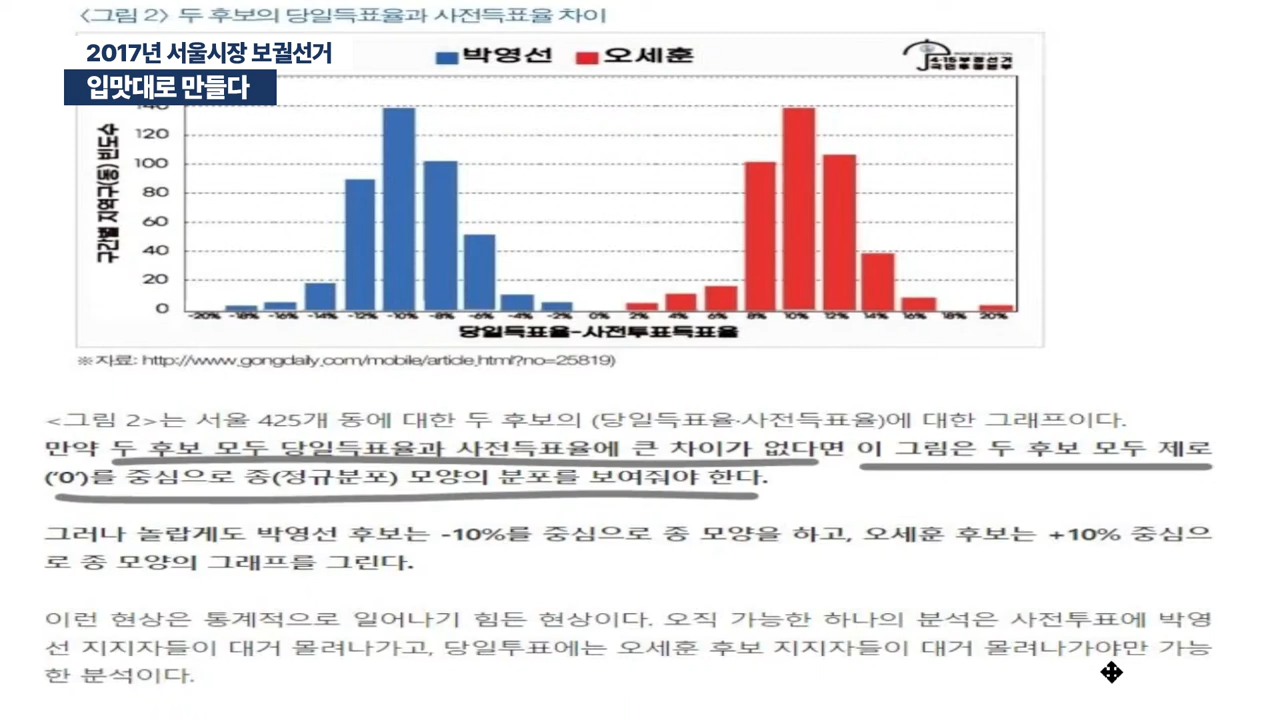 <그림 2> 두 후보의 당일득표율과 사전득표율 차이
2017년 서울시장 보궐선거
입맛대로 만들다
박영선 오세훈
4·15부정선거
국민투쟁본부
구간별 지역구(동) 빈도수
140
120
100
80
60
40
20
0
-20% -18% -16% -14% -12% -10% -8% -6% -4% -2% 0% 2% 4% 6% 8% 10% 12% 14% 16% 18% 20%
당일득표율-사전투표득표율
※자료: http://www.gongdaily.com/mobile/article.html?no=25819)
<그림 2>는 서울 425개 동에 대한 두 후보의 (당일득표율-사전득표율)에 대한 그래프이다.
만약 두 후보 모두 당일득표율과 사전득표율에 큰 차이가 없다면 이 그림은 두 후보 모두 제로
('0')를 중심으로 종(정규분포) 모양의 분포를 보여줘야 한다.
그러나 놀랍게도 박영선 후보는 -10%를 중심으로 종 모양을 하고, 오세훈 후보는 +10% 중심으
로 종 모양의 그래프를 그린다.
이런 현상은 통계적으로 일어나기 힘든 현상이다. 오직 가능한 하나의 분석은 사전투표에 박영
선 지지자들이 대거 몰려나가고, 당일투표에는 오세훈 후보 지지자들이 대거 몰려나가야만 가능
한 분석이다.